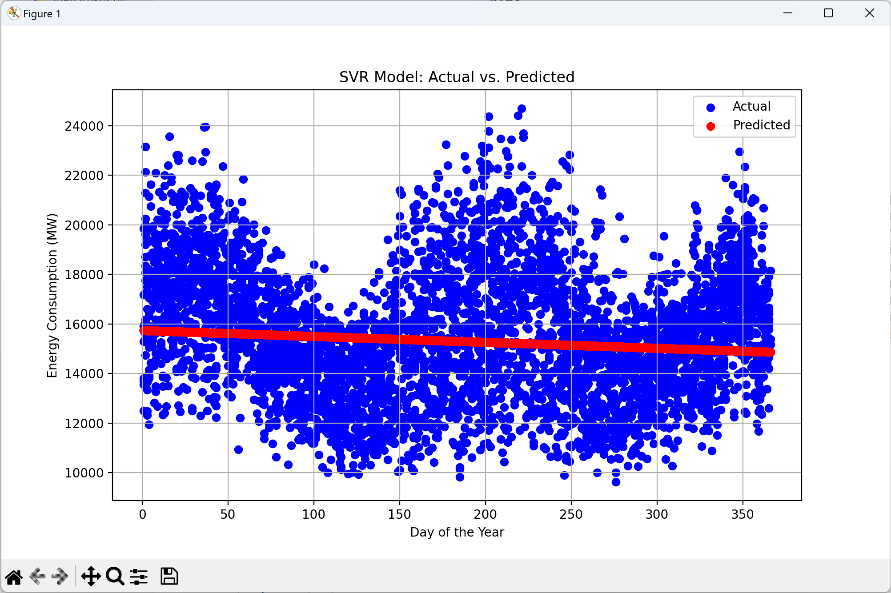 Figure 1
SVR Model: Actual vs. Predicted
Actual
Predicted
Energy Consumption (MW)
24000
22000
20000
18000
16000
14000
12000
10000
0 50 100 150 200 250 300 350
Day of the Year